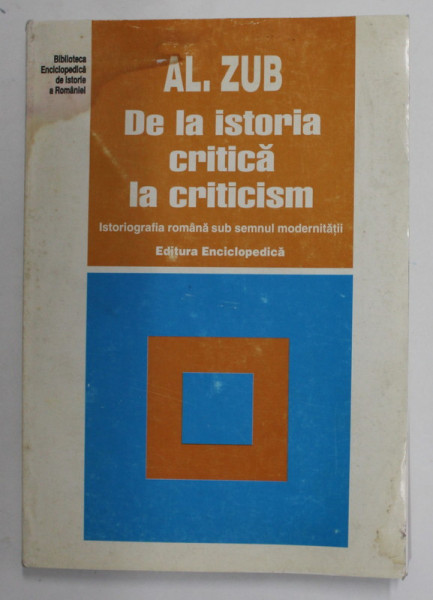 Biblioteca
Enciclopedică
de Istorie
a României
AL. ZUB
De la istoria
critică
la criticism
Istoriografia română sub semnul modernităţii
Editura Enciclopedică